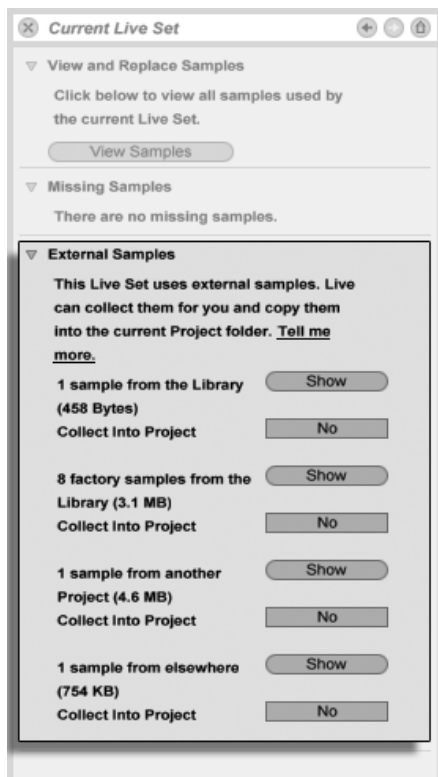 Current Live Set
View and Replace Samples
Click below to view all samples used by
the current Live Set.
View Samples
Missing Samples
There are no missing samples.
External Samples
This Live Set uses external samples. Live
can collect them for you and copy them
into the current Project folder. Tell me
more.
1 sample from the Library
(458 Bytes)
Show
Collect Into Project
No
8 factory samples from the
Library (3.1 MB)
Show
Collect Into Project
No
1 sample from another
Project (4.6 MB)
Show
Collect Into Project
No
1 sample from elsewhere
(754 KB)
Show
Collect Into Project
No